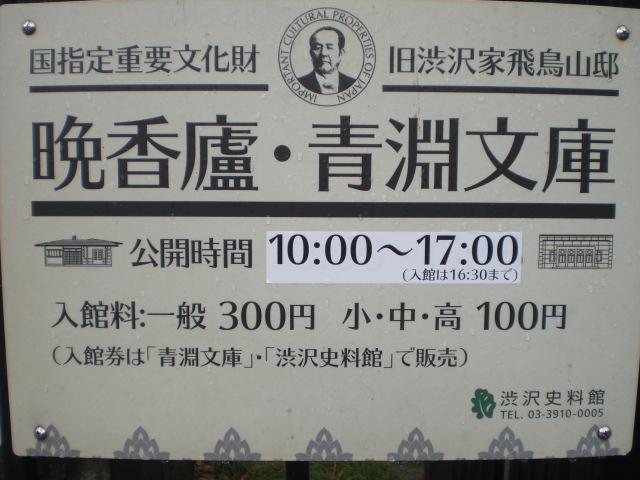 国指定重要文化財
IMPORTANT CULTURAL PROPERTIES OF JAPAN
旧渋沢家飛鳥山邸
晩香廬・青淵文庫
公開時間 10:00～17:00
(入館は16:30まで)
入館料:一般 300円 小・中・高 100円
(入館券は「青淵文庫」・「渋沢史料館」で販売)
渋沢史料館
TEL. 03-3910-0005